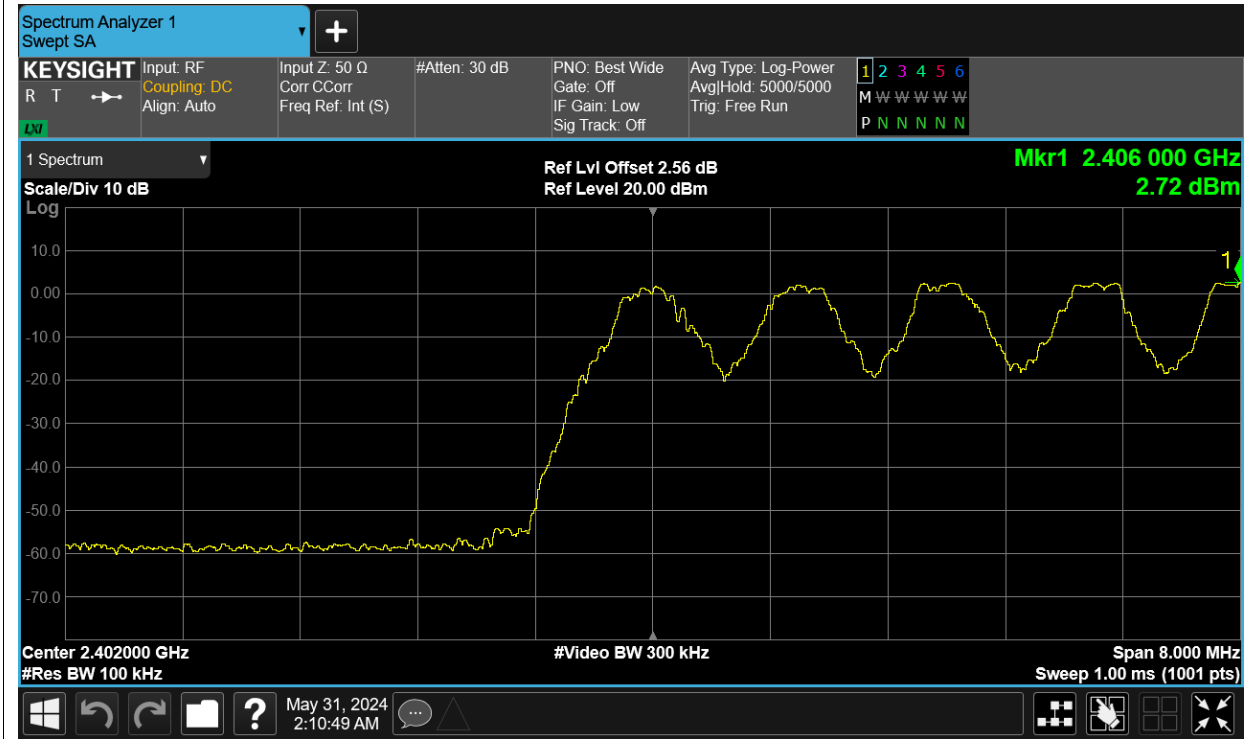 Spectrum Analyzer 1
Swept SA
+
KEYSIGHT
R T
LXI
Input: RF
Coupling: DC
Align: Auto
Input Z: 50 Ω
Corr CCorr
Freq Ref: Int (S)
#Atten: 30 dB
PNO: Best Wide
Gate: Off
IF Gain: Low
Sig Track: Off
Avg Type: Log-Power
Avg|Hold: 5000/5000
Trig: Free Run
1 2 3 4 5 6
M W W W W W
P N N N N N
1 Spectrum
Scale/Div 10 dB
Log
Ref Lvl Offset 2.56 dB
Ref Level 20.00 dBm
Mkr1 2.406 000 GHz
2.72 dBm
10.0
0.00
-10.0
-20.0
-30.0
-40.0
-50.0
-60.0
-70.0
1
Center 2.402000 GHz
#Res BW 100 kHz
#Video BW 300 kHz
Span 8.000 MHz
Sweep 1.00 ms (1001 pts)
?
May 31, 2024
2:10:49 AM